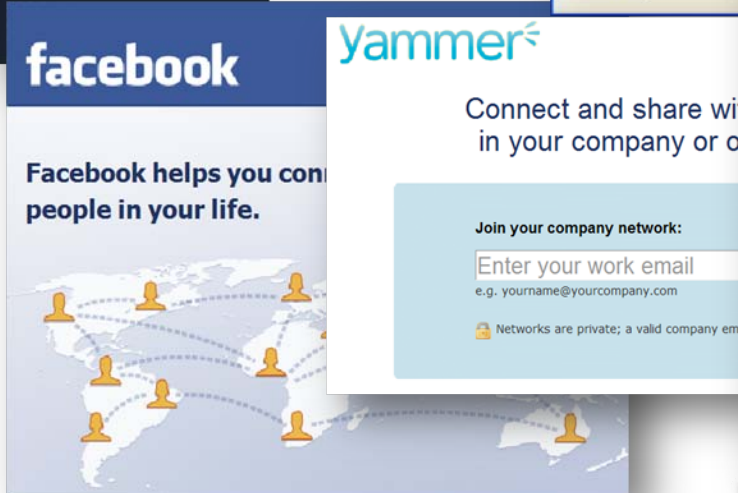 facebook
Facebook helps you con
people in your life.
yammer
Connect and share wi
in your company or o
Join your company network:
Enter your work email
e.g. yourname@yourcompany.com
Networks are private; a valid company em